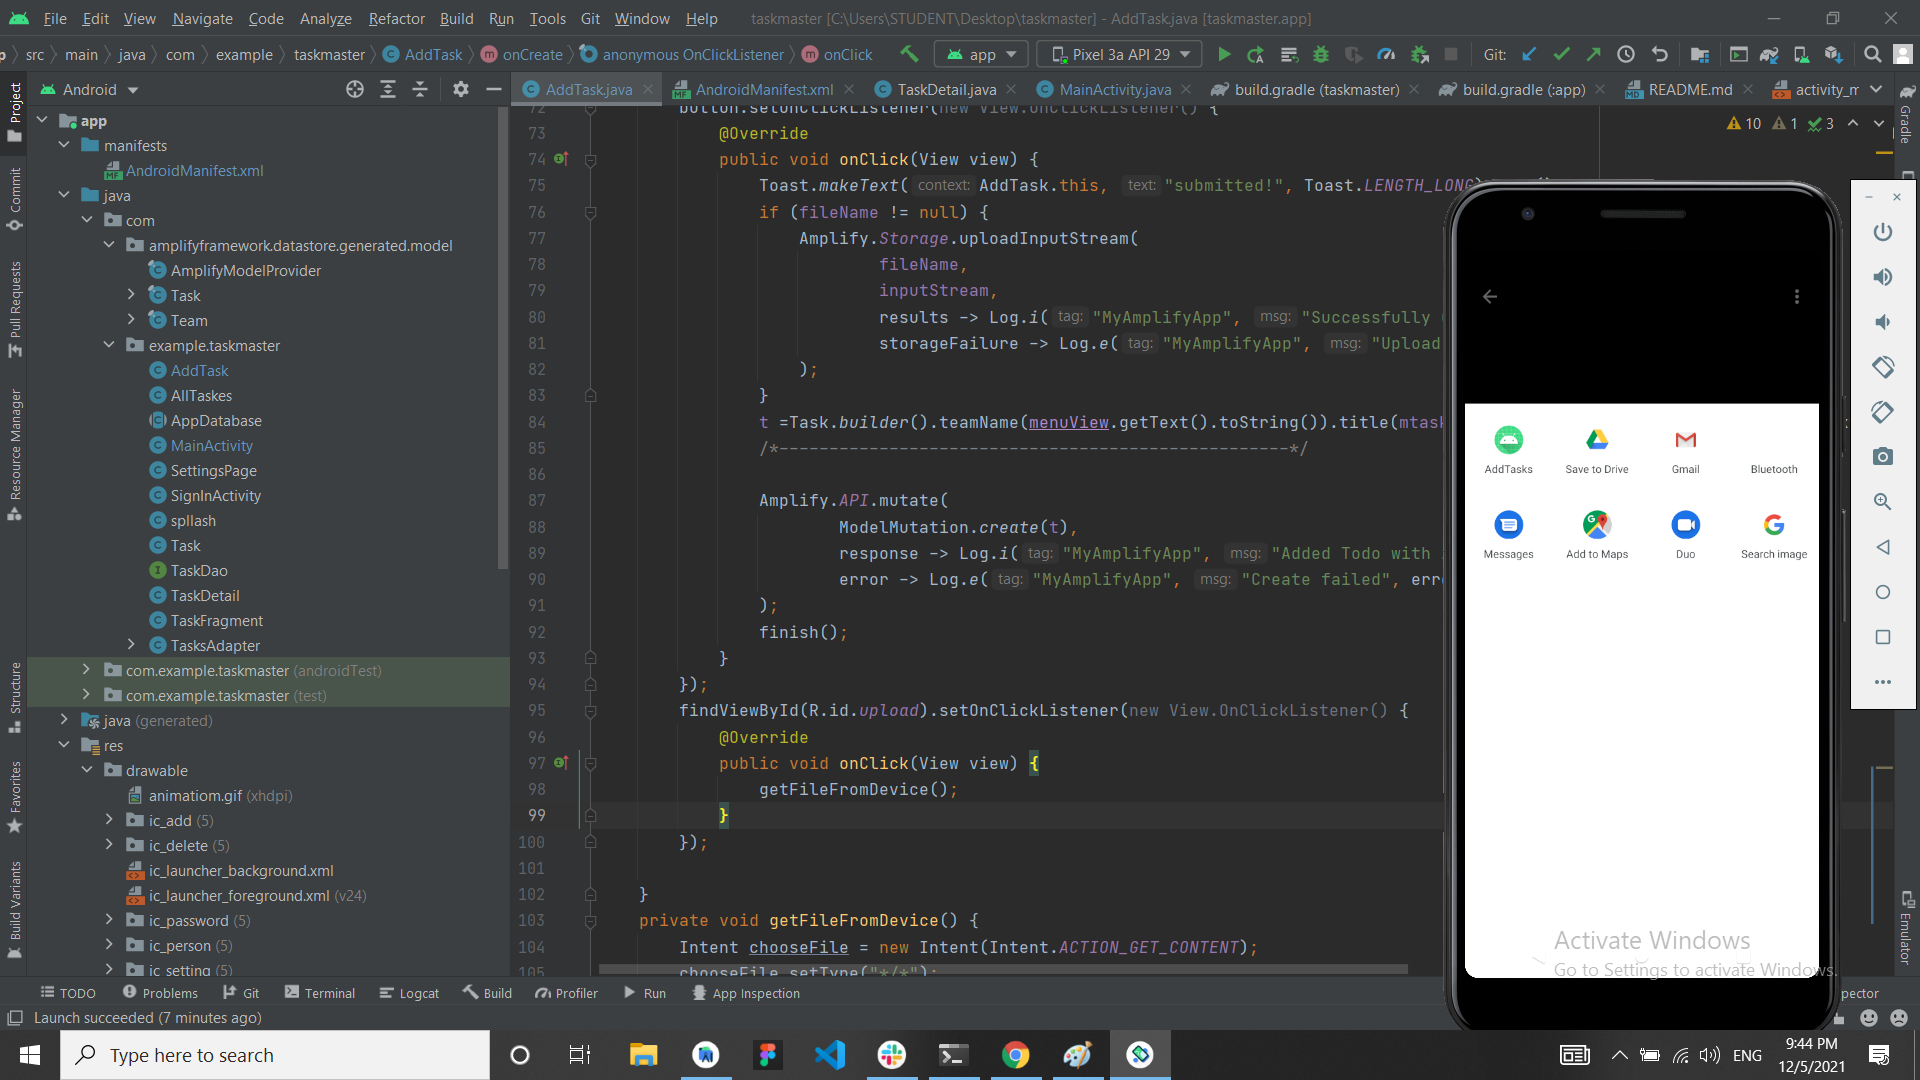 File Edit View Navigate Code Analyze Refactor Build Run Tools Git Window Help taskmaster [C:\Users\STUDENT\Desktop\taskmaster] - AddTask.java [taskmaster.app]
p src main java com example taskmaster AddTask onCreate anonymous OnClickListener onClick app Pixel 3a API 29 Git:
Android
AddTask.java AndroidManifest.xml TaskDetail.java MainActivity.java build.gradle (taskmaster) build.gradle (:app) README.md activity_m
Project
Commit
Pull Requests
Resource Manager
Structure
Favorites
Build Variants
app
manifests
AndroidManifest.xml
java
com
amplifyframework.datastore.generated.model
AmplifyModelProvider
Task
Team
example.taskmaster
AddTask
AllTaskes
AppDatabase
MainActivity
SettingsPage
SignInActivity
spllash
Task
TaskDao
TaskDetail
TaskFragment
TasksAdapter
com.example.taskmaster (androidTest)
com.example.taskmaster (test)
java (generated)
res
drawable
animatiom.gif (xhdpi)
ic_add (5)
ic_delete (5)
ic_launcher_background.xml
ic_launcher_foreground.xml (v24)
ic_password (5)
ic_person (5)
ic_setting (5)
10 1 3
72 button.setOnClickListener(new View.OnClickListener() {
73 @Override
74 public void onClick(View view) {
75 Toast.makeText( context: AddTask.this, text: "submitted!", Toast.LENGTH_LONG)
76 if (fileName != null) {
77 Amplify.Storage.uploadInputStream(
78 fileName,
79 inputStream,
80 results -> Log.i( tag: "MyAmplifyApp", msg: "Successfully
81 storageFailure -> Log.e( tag: "MyAmplifyApp", msg: "Upload
82 );
83 }
84 t =Task.builder().teamName(menuView.getText().toString()).title(mtask
85 /*---------------------------------------------------*/
86
87 Amplify.API.mutate(
88 ModelMutation.create(t),
89 response -> Log.i( tag: "MyAmplifyApp", msg: "Added Todo with
90 error -> Log.e( tag: "MyAmplifyApp", msg: "Create failed", err
91 );
92 finish();
93 }
94 });
95 findViewById(R.id.upload).setOnClickListener(new View.OnClickListener() {
96 @Override
97 public void onClick(View view) {
98 getFileFromDevice();
99 }
100 });
101
102 }
103 private void getFileFromDevice() {
104 Intent chooseFile = new Intent(Intent.ACTION_GET_CONTENT);
105 chooseFile.setType("*/*");
AddTasks Save to Drive Gmail Bluetooth
Messages Add to Maps Duo Search image
Activate Windows
Go to Settings to activate Windows.
Gradle
Emulator
TODO Problems Git Terminal Logcat Build Profiler Run App Inspection pector
Launch succeeded (7 minutes ago)
Type here to search
ENG
9:44 PM
12/5/2021